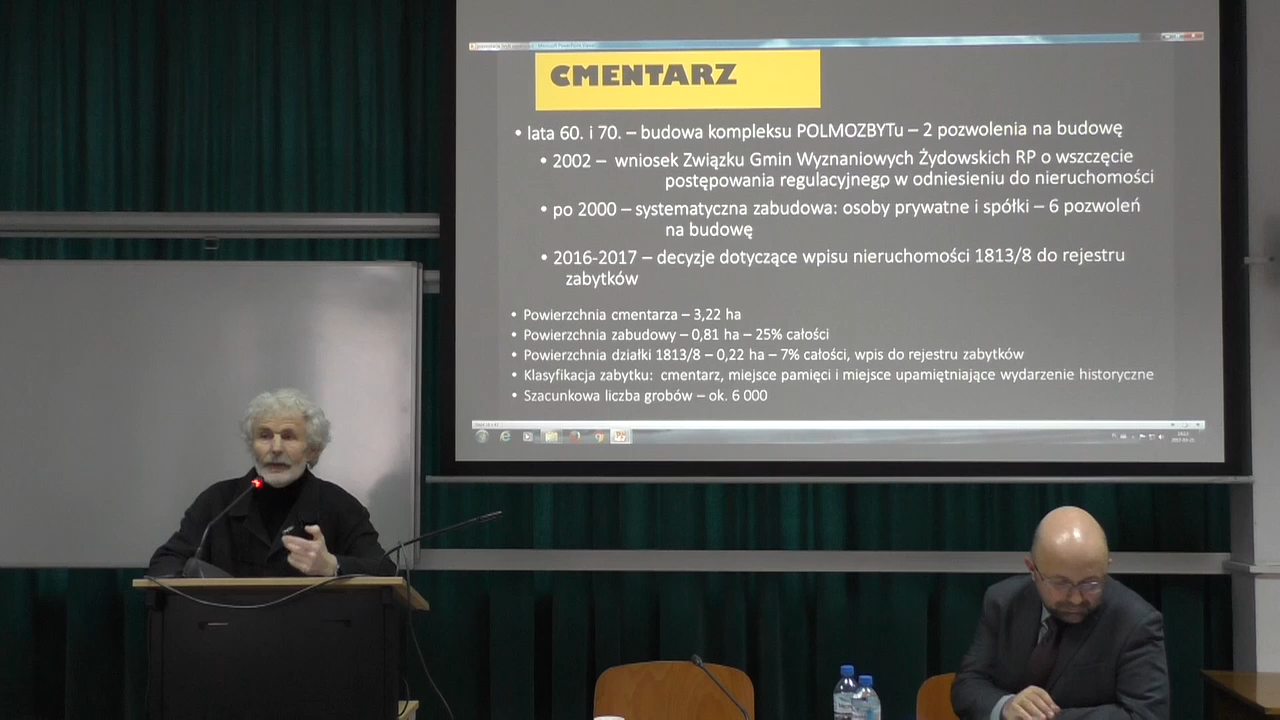 CMENTARZ
• lata 60. i 70. – budowa kompleksu POLMOZBYTu – 2 pozwolenia na budowę
• 2002 – wniosek Związku Gmin Wyznaniowych Żydowskich RP o wszczęcie
postępowania regulacyjnego w odniesieniu do nieruchomości
• po 2000 – systematyczna zabudowa: osoby prywatne i spółki – 6 pozwoleń
na budowę
• 2016-2017 – decyzje dotyczące wpisu nieruchomości 1813/8 do rejestru
zabytków
• Powierzchnia cmentarza – 3,22 ha
• Powierzchnia zabudowy – 0,81 ha – 25% całości
• Powierzchnia działki 1813/8 – 0,22 ha – 7% całości, wpis do rejestru zabytków
• Klasyfikacja zabytku: cmentarz, miejsce pamięci i miejsce upamiętniające wydarzenie historyczne
• Szacunkowa liczba grobów – ok. 6 000